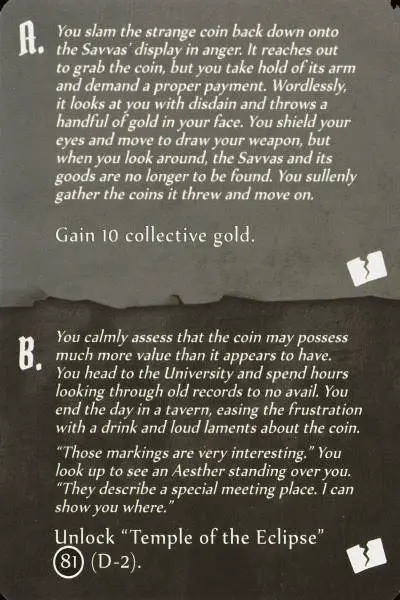 A.
You slam the strange coin back down onto
the Savvas' display in anger. It reaches out
to grab the coin, but you take hold of its arm
and demand a proper payment. Wordlessly,
it looks at you with disdain and throws a
handful of gold in your face. You shield your
eyes and move to draw your weapon, but
when you look around, the Savvas and its
goods are no longer to be found. You sullenly
gather the coins it threw and move on.
Gain 10 collective gold.
B.
You calmly assess that the coin may possess
much more value than it appears to have.
You head to the University and spend hours
looking through old records to no avail. You
end the day in a tavern, easing the frustration
with a drink and loud laments about the coin.
“Those markings are very interesting.” You
look up to see an Aesther standing over you.
“They describe a special meeting place. I can
show you where.”
Unlock “Temple of the Eclipse”
81 (D-2).